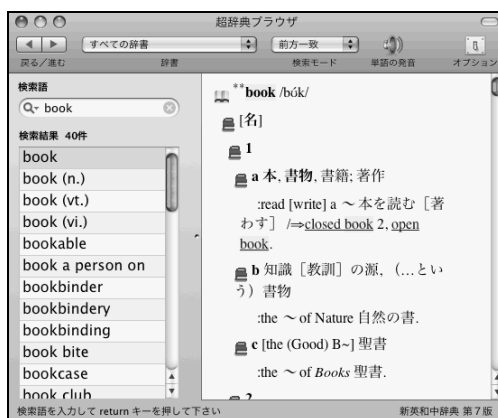 超辞典ブラウザ
すべての辞書
前方一致
戻る／進む
辞書
検索モード
単語の発音
オプション
検索語
book
検索結果 40件
book
book (n.)
book (vt.)
book (vi.)
bookable
book a person on
bookbinder
bookbindery
bookbinding
book bite
bookcase
book club
**book /búk/
[名]
1
a 本, 書物, 書籍; 著作
:read [write] a ～ 本を読む［著
わす］ /⇒closed book 2, open
book.
b 知識［教訓］の源, (…とい
う) 書物
:the ～ of Nature 自然の書.
c [the (Good) B~] 聖書
:the ～ of Books 聖書.
2
検索語を入力して return キーを押して下さい
新英和中辞典 第7版